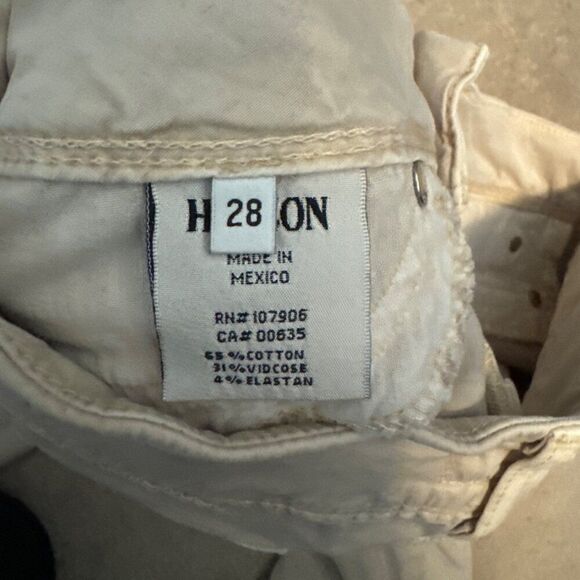 H 28 ON
MADE IN
MEXICO
RN# 107906
CA# 00635
65%COTTON
31%VIDCOSE
4%ELASTAN